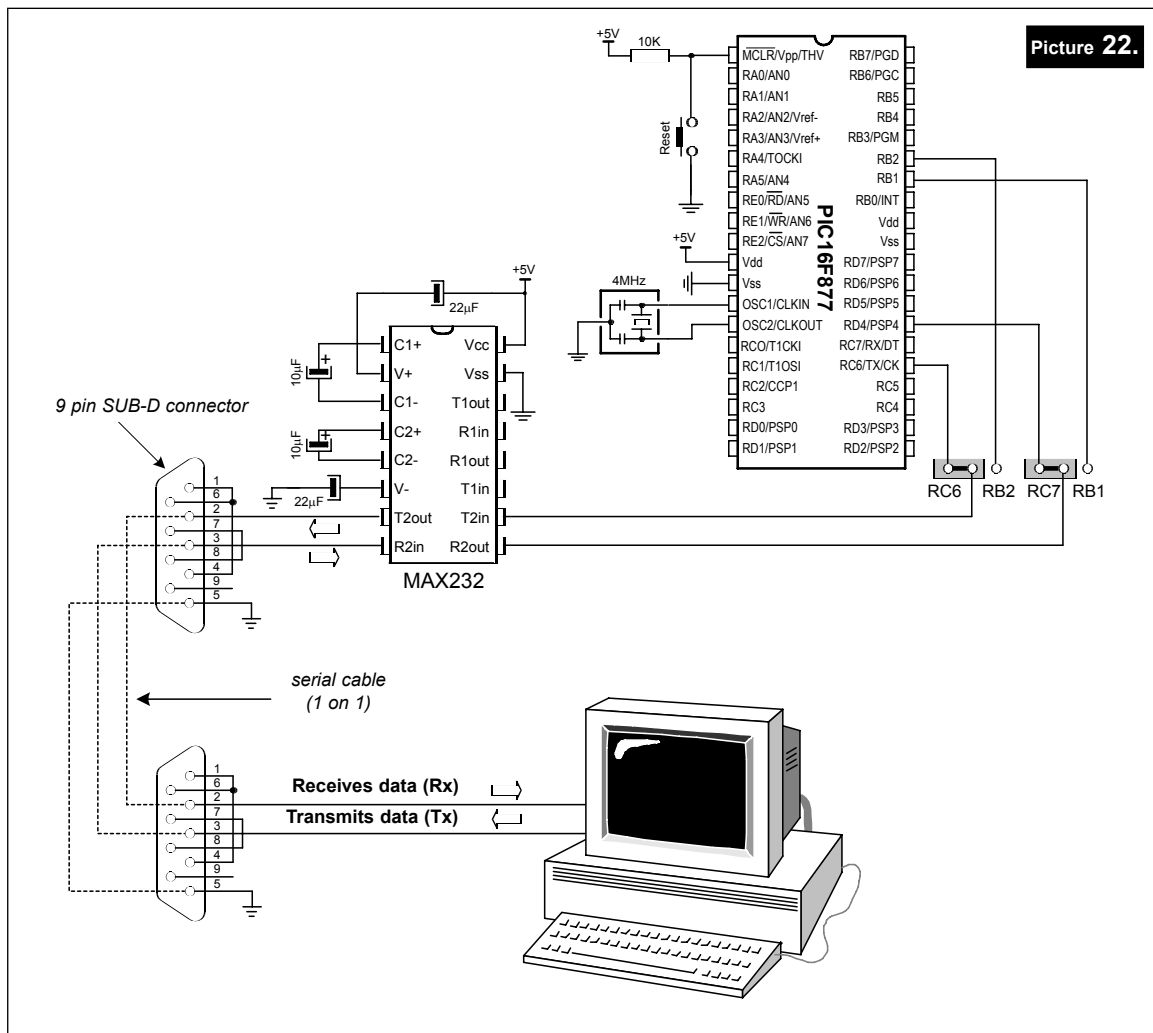 Picture 22.
+5V
10K
Reset
MCLR/Vpp/THV
RA0/AN0
RA1/AN1
RA2/AN2/Vref-
RA3/AN3/Vref+
RA4/TOCKI
RA5/AN4
RE0/RD/AN5
RE1/WR/AN6
RE2/CS/AN7
Vdd
Vss
OSC1/CLKIN
OSC2/CLKOUT
RCO/T1CKI
RC1/T1OSI
RC2/CCP1
RC3
RD0/PSP0
RD1/PSP1
PIC16F877
RB7/PGD
RB6/PGC
RB5
RB4
RB3/PGM
RB2
RB1
RB0/INT
Vdd
Vss
RD7/PSP7
RD6/PSP6
RD5/PSP5
RD4/PSP4
RC7/RX/DT
RC6/TX/CK
RC5
RC4
RD3/PSP3
RD2/PSP2
+5V
4MHz
RC6
RB2
RC7
RB1
+5V
22µF
10µF
+
10µF
+
22µF
C1+
V+
C1-
C2+
C2-
V-
T2out
R2in
Vcc
Vss
T1out
R1in
R1out
T1in
T2in
R2out
MAX232
9 pin SUB-D connector
1
6
2
7
3
8
4
9
5
serial cable
(1 on 1)
1
6
2
7
3
8
4
9
5
Receives data (Rx)
Transmits data (Tx)